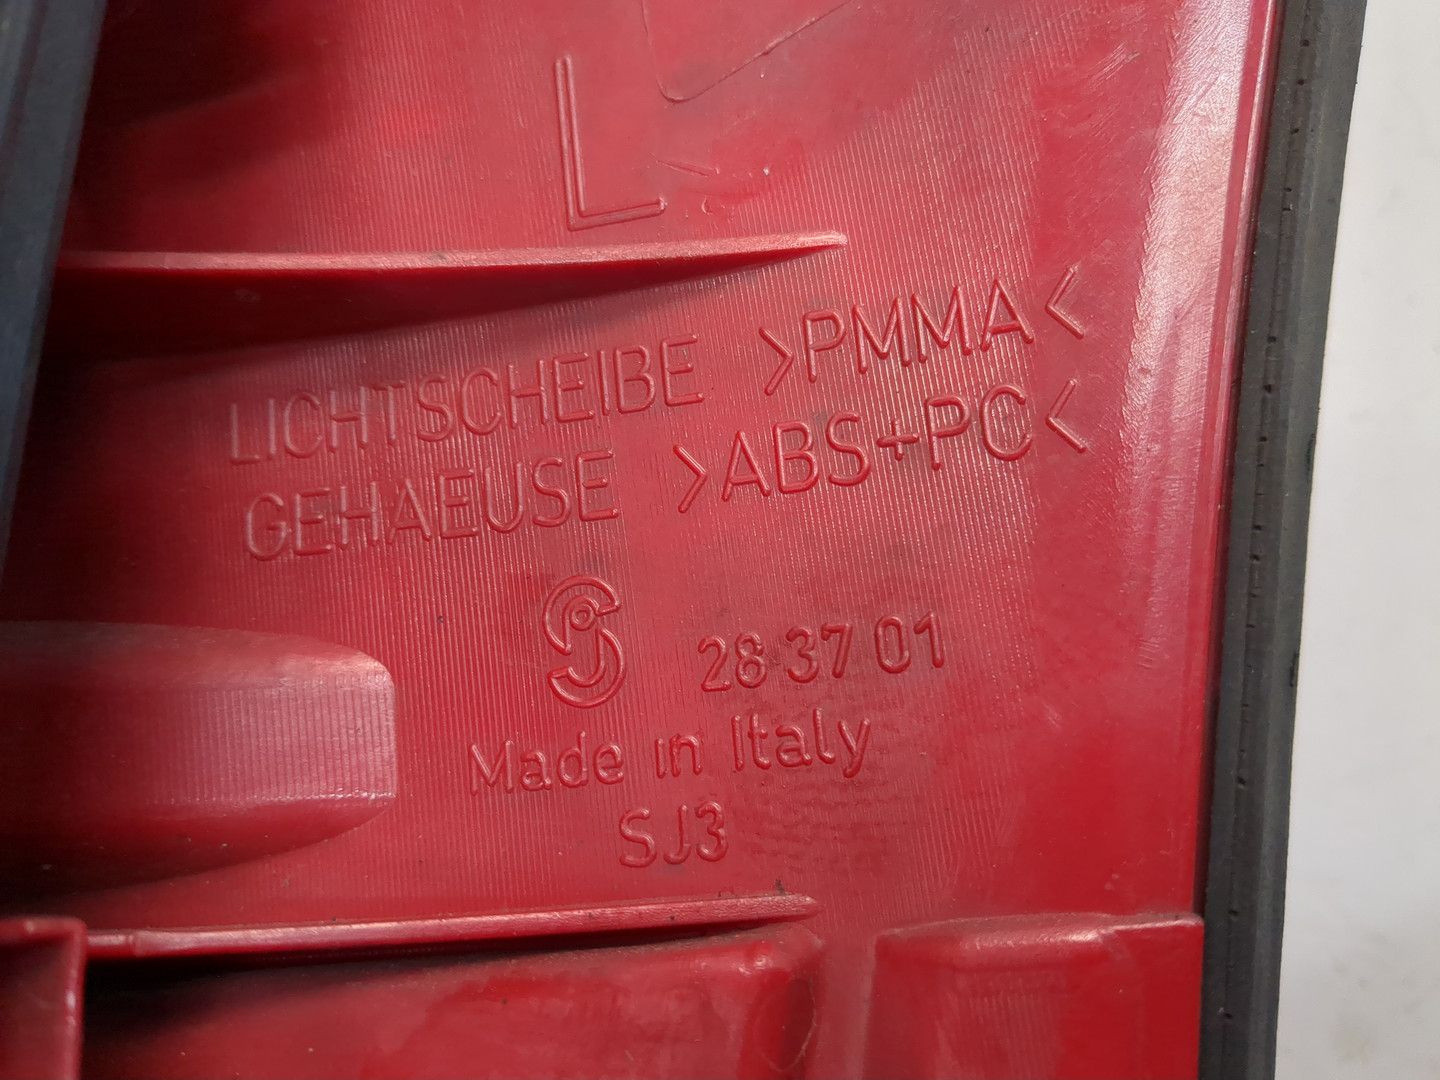 L
LICHTSCHEIBE >PMMA<
GEHAEUSE >ABS+PC<
28 37 01
Made in Italy
SJ3